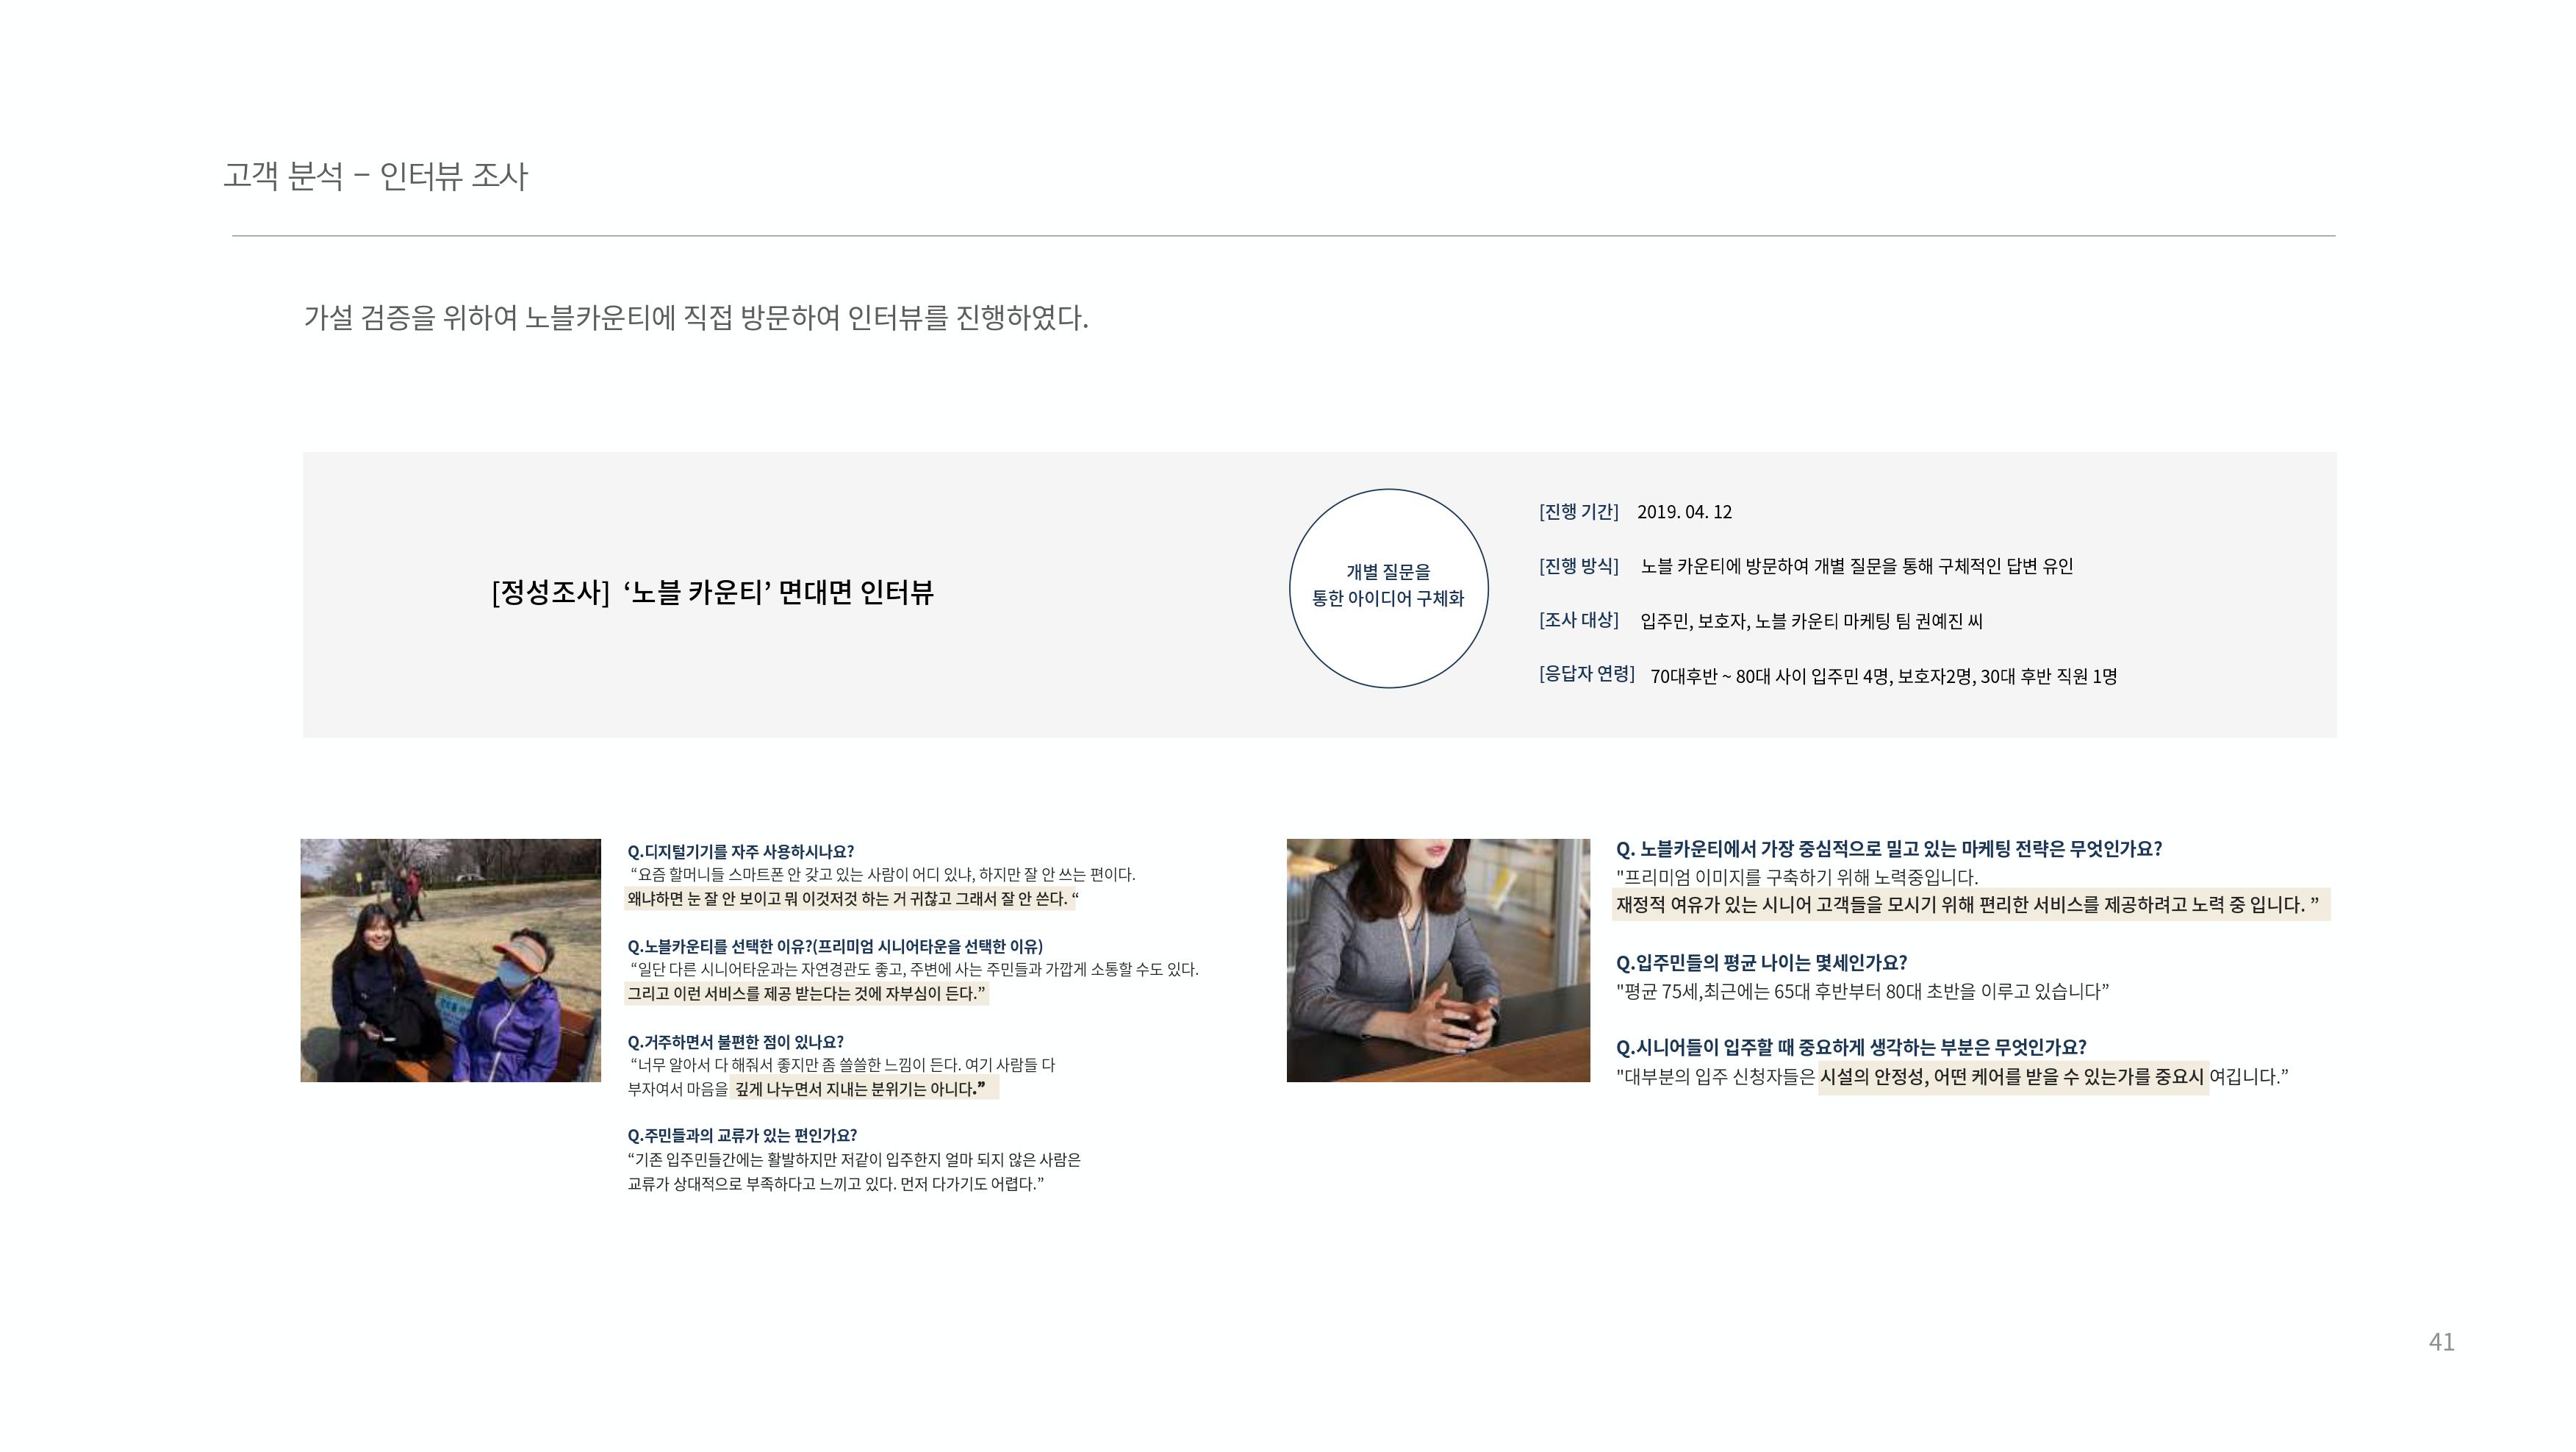 고객 분석 – 인터뷰 조사
가설 검증을 위하여 노블카운티에 직접 방문하여 인터뷰를 진행하였다.
[정성조사] ‘노블 카운티’ 면대면 인터뷰
개별 질문을
통한 아이디어 구체화
[진행 기간] 2019. 04. 12
[진행 방식] 노블 카운티에 방문하여 개별 질문을 통해 구체적인 답변 유인
[조사 대상] 입주민, 보호자, 노블 카운티 마케팅 팀 권예진 씨
[응답자 연령] 70대후반 ~ 80대 사이 입주민 4명, 보호자2명, 30대 후반 직원 1명
Q.디지털기기를 자주 사용하시나요?
“요즘 할머니들 스마트폰 안 갖고 있는 사람이 어디 있냐, 하지만 잘 안 쓰는 편이다.
왜냐하면 눈 잘 안 보이고 뭐 이것저것 하는 거 귀찮고 그래서 잘 안 쓴다. “
Q.노블카운티를 선택한 이유?(프리미엄 시니어타운을 선택한 이유)
“일단 다른 시니어타운과는 자연경관도 좋고, 주변에 사는 주민들과 가깝게 소통할 수도 있다.
그리고 이런 서비스를 제공 받는다는 것에 자부심이 든다.”
Q.거주하면서 불편한 점이 있나요?
“너무 알아서 다 해줘서 좋지만 좀 쓸쓸한 느낌이 든다. 여기 사람들 다
부자여서 마음을 깊게 나누면서 지내는 분위기는 아니다.”
Q.주민들과의 교류가 있는 편인가요?
“기존 입주민들간에는 활발하지만 저같이 입주한지 얼마 되지 않은 사람은
교류가 상대적으로 부족하다고 느끼고 있다. 먼저 다가기도 어렵다.”
Q. 노블카운티에서 가장 중심적으로 밀고 있는 마케팅 전략은 무엇인가요?
"프리미엄 이미지를 구축하기 위해 노력중입니다.
재정적 여유가 있는 시니어 고객들을 모시기 위해 편리한 서비스를 제공하려고 노력 중 입니다. ”
Q.입주민들의 평균 나이는 몇세인가요?
"평균 75세,최근에는 65대 후반부터 80대 초반을 이루고 있습니다”
Q.시니어들이 입주할 때 중요하게 생각하는 부분은 무엇인가요?
"대부분의 입주 신청자들은 시설의 안정성, 어떤 케어를 받을 수 있는가를 중요시 여깁니다.”
41